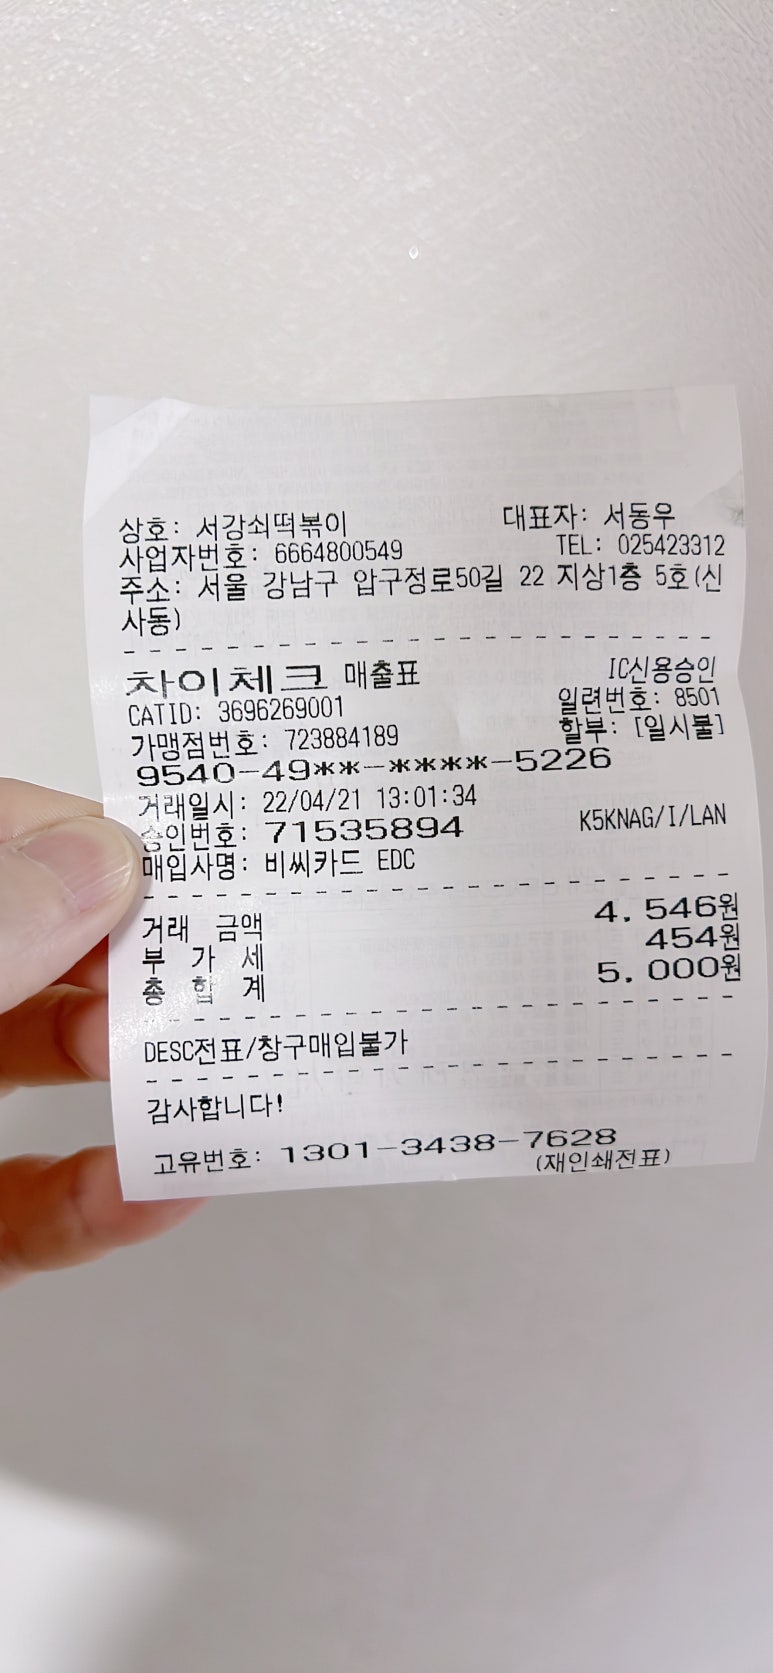 상호: 서강쇠떡볶이 대표자: 서동우
사업자번호: 6664800549 TEL: 025423312
주소: 서울 강남구 압구정로50길 22 지상1층 5호(신
사동)
차이체크 매출표 IC신용승인
CATID: 3696269001 일련번호: 8501
가맹점번호: 723884189 할부: [일시불]
9540-49**-****-5226
거래일시: 22/04/21 13:01:34
승인번호: 71535894 K5KNAG/I/LAN
매입사명: 비씨카드 EDC
거래 금액 4.546원
부 가 세 454원
총 합 계 5.000원
DESC전표/창구매입불가
감사합니다!
고유번호: 1301-3438-7628
(재인쇄전표)